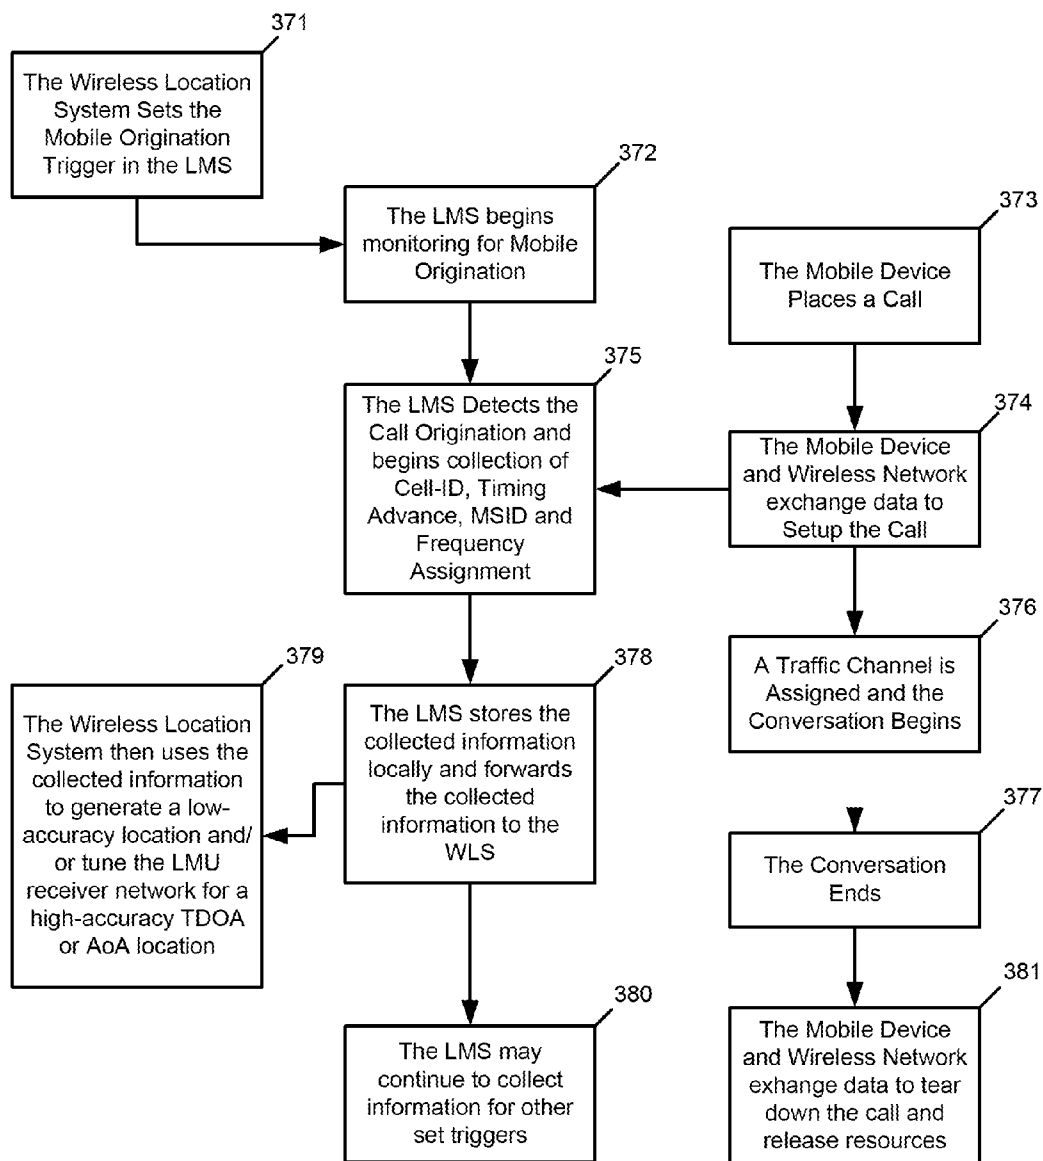 371
The Wireless Location
System Sets the
Mobile Origination
Trigger in the LMS
372
The LMS begins
monitoring for Mobile
Origination
373
The Mobile Device
Places a Call
374
The Mobile Device
and Wireless Network
exchange data to
Setup the Call
375
The LMS Detects the
Call Origination and
begins collection of
Cell-ID, Timing
Advance, MSID and
Frequency
Assignment
376
A Traffic Channel is
Assigned and the
Conversation Begins
377
The Conversation
Ends
378
The LMS stores the
collected information
locally and forwards
the collected
information to the
WLS
379
The Wireless Location
System then uses the
collected information
to generate a low-
accuracy location and/
or tune the LMU
receiver network for a
high-accuracy TDOA
or AoA location
380
The LMS may
continue to collect
information for other
set triggers
381
The Mobile Device
and Wireless Network
exhange data to tear
down the call and
release resources